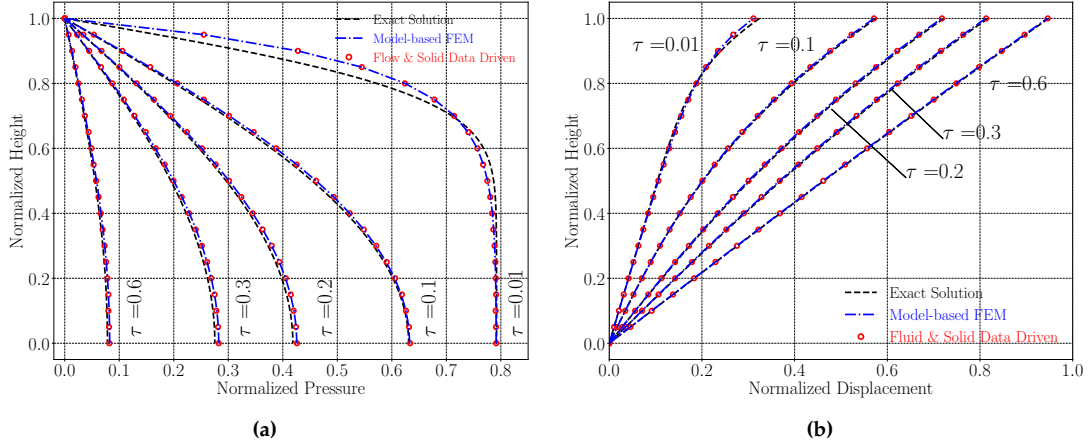 1.0
0.8
0.6
0.4
0.2
0.0
Normalized Height
Exact Solution
Model-based FEM
Flow & Solid Data Driven
τ =0.6
τ =0.3
τ =0.2
τ =0.1
τ =0.01
0.0 0.1 0.2 0.3 0.4 0.5 0.6 0.7 0.8
Normalized Pressure
(a)
1.0
0.8
0.6
0.4
0.2
0.0
Normalized Height
τ =0.01
τ =0.1
τ =0.6
τ =0.3
τ =0.2
Exact Solution
Model-based FEM
Fluid & Solid Data Driven
0.0 0.2 0.4 0.6 0.8 1.0
Normalized Displacement
(b)